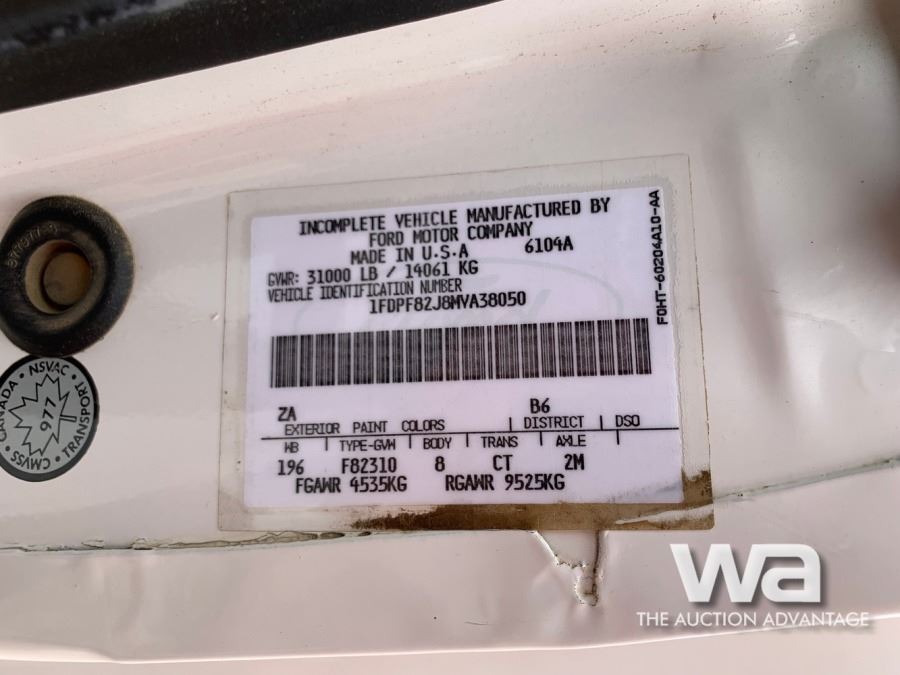 INCOMPLETE VEHICLE MANUFACTURED BY
FORD MOTOR COMPANY
MADE IN U.S.A 6104A
GVWR: 31000 LB / 14061 KG
VEHICLE IDENTIFICATION NUMBER
1FDPF82J8MVA38050
F0HT-60204A10-AA
ZA B6
EXTERIOR PAINT COLORS DISTRICT DSO
WB TYPE-GVW BODY TRANS AXLE
196 F82310 8 CT 2M
FGAWR 4535KG RGAWR 9525KG
CANADA • NSVAC •
977
CMVSS • TRANSPORT •
wa
THE AUCTION ADVANTAGE